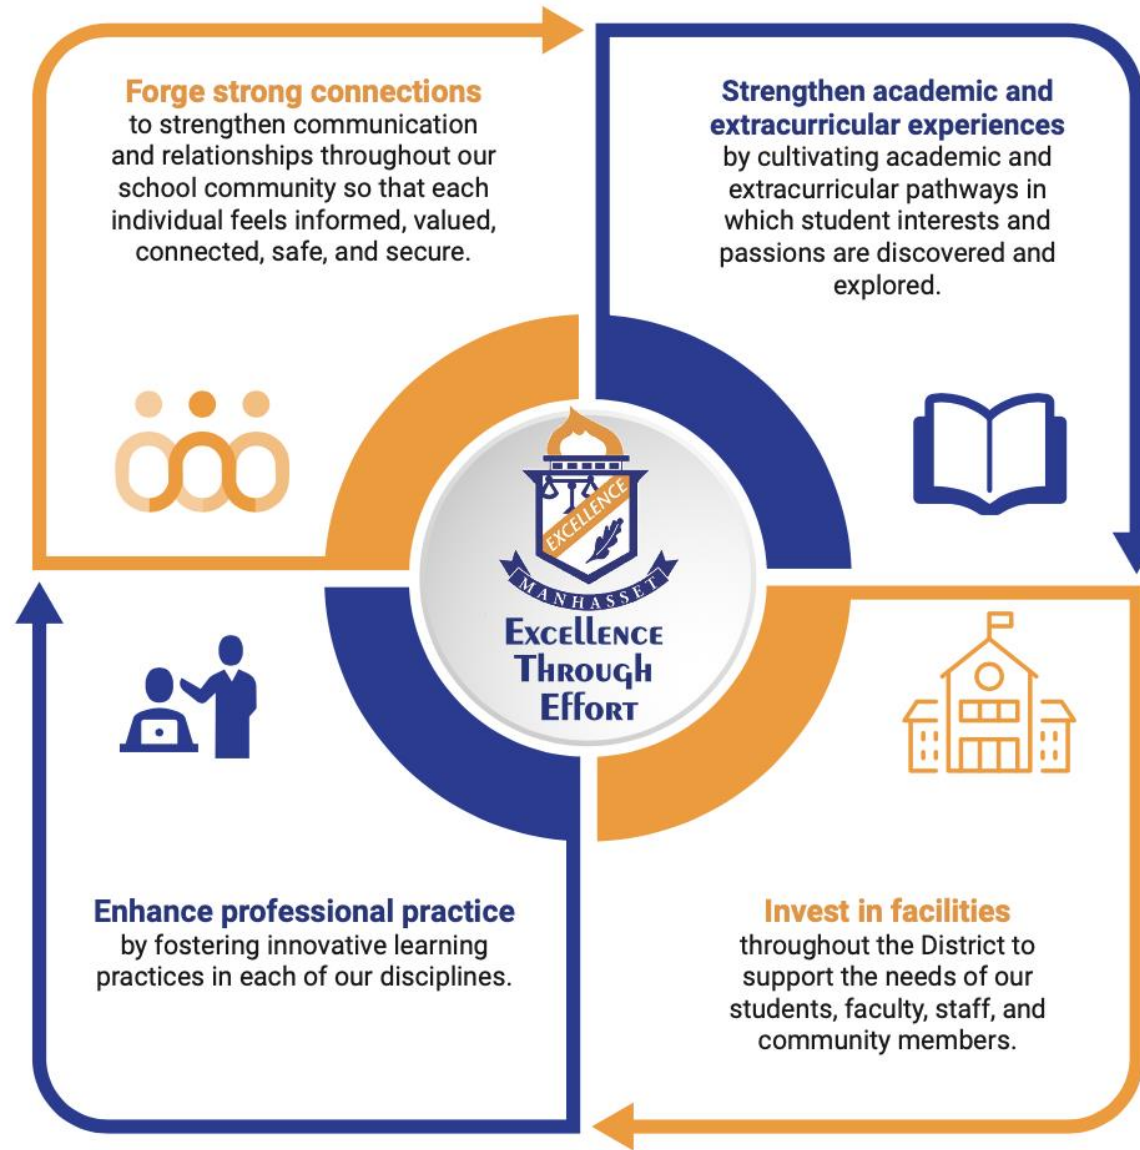 Forge strong connections
to strengthen communication
and relationships throughout our
school community so that each
individual feels informed, valued,
connected, safe, and secure.
Strengthen academic and
extracurricular experiences
by cultivating academic and
extracurricular pathways in
which student interests and
passions are discovered and
explored.
EXCELLENCE
MANHASSET
Excellence
Through
Effort
Enhance professional practice
by fostering innovative learning
practices in each of our disciplines.
Invest in facilities
throughout the District to
support the needs of our
students, faculty, staff, and
community members.